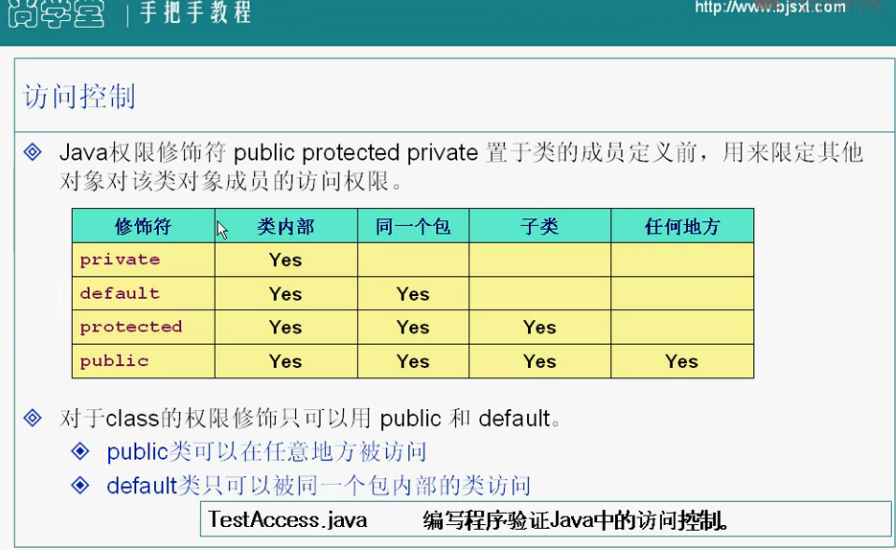 尚学堂 | 手把手教程
http://www.bjsxt.com
访问控制
Java权限修饰符 public protected private 置于类的成员定义前，用来限定其他
对象对该类对象成员的访问权限。
修饰符 类内部 同一个包 子类 任何地方
private Yes
default Yes Yes
protected Yes Yes Yes
public Yes Yes Yes Yes
对于class的权限修饰只可以用 public 和 default。
public类可以在任意地方被访问
default类只可以被同一个包内部的类访问
TestAccess.java 编写程序验证Java中的访问控制。